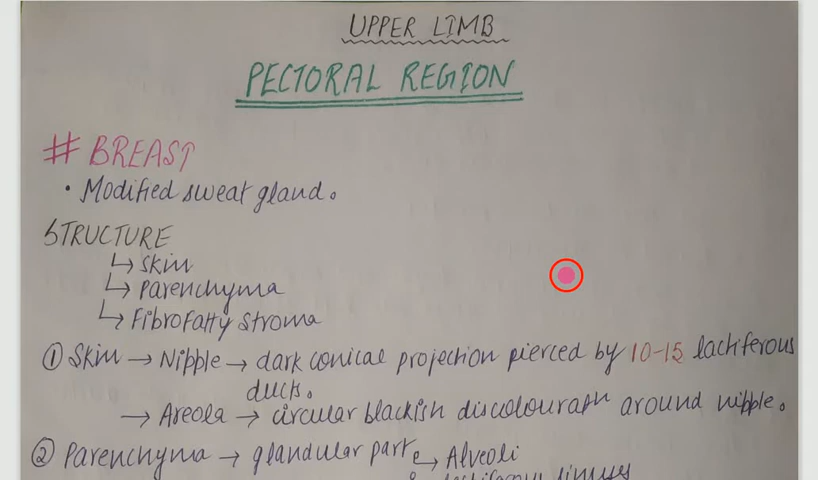 UPPER LIMB
PECTORAL REGION
# BREAST
• Modified sweat gland.
STRUCTURE
↳ Skin
↳ Parenchyma
↳ Fibrofatty stroma
① Skin → Nipple → dark conical projection pierced by 10-15 lactiferous
ducts.
→ Areola → circular blackish discolouratn around nipple.
② Parenchyma → glandular part ↳ Alveoli